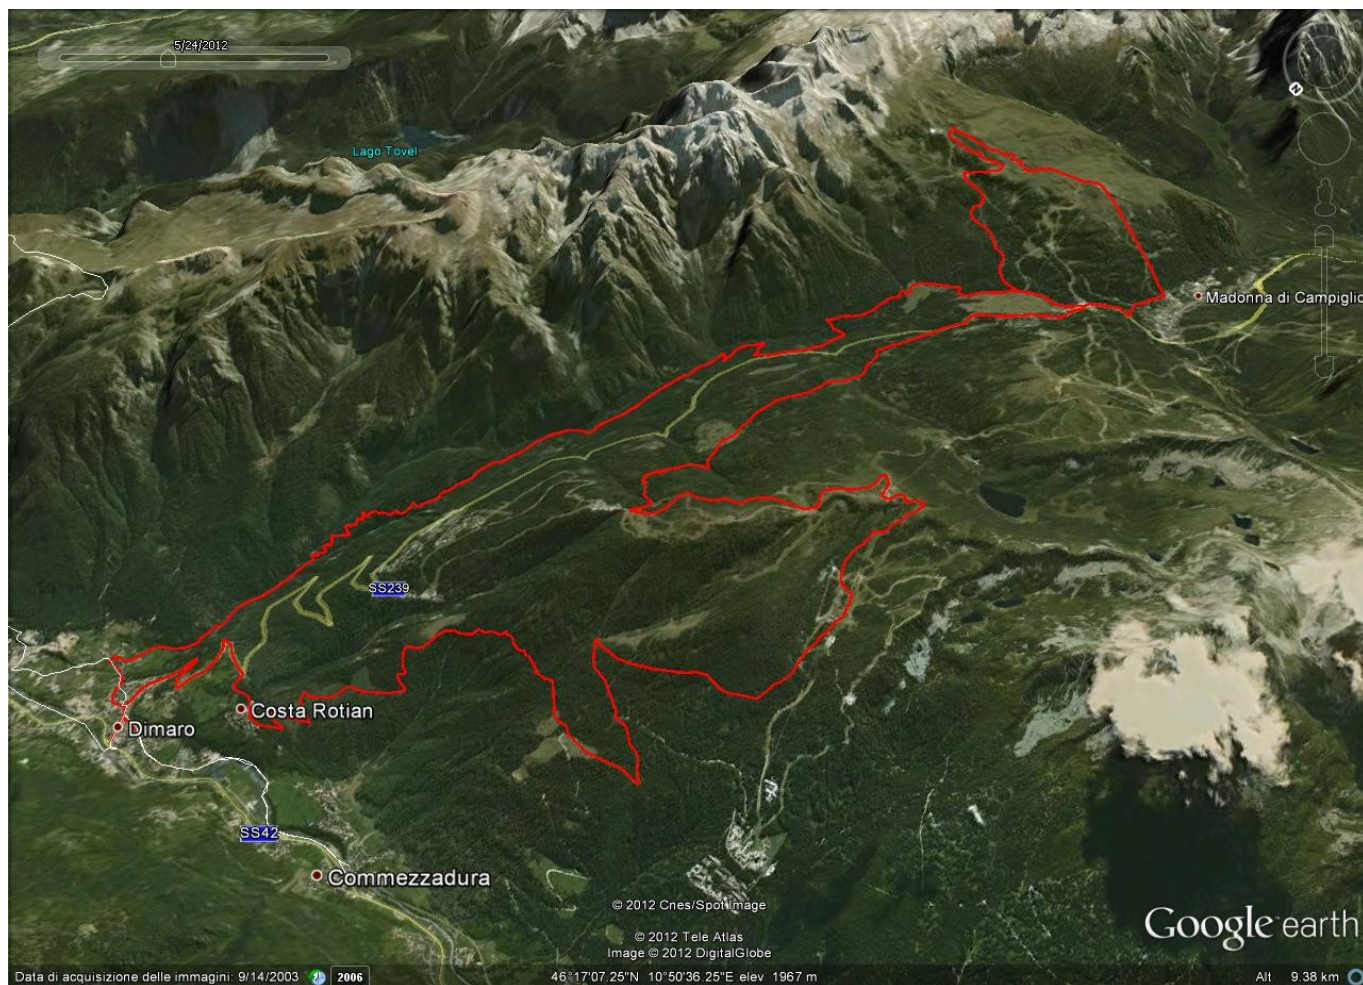 5/24/2012
Lago Tovel
N
Madonna di Campiglio
SS239
Costa Rotian
Dimaro
SS42
Commezzadura
© 2012 Cnes/Spot Image
© 2012 Tele Atlas
Image © 2012 DigitalGlobe
Google earth
Data di acquisizione delle immagini: 9/14/2003
2006
46°17'07.25"N 10°50'36.25"E elev 1967 m
Alt 9.38 km